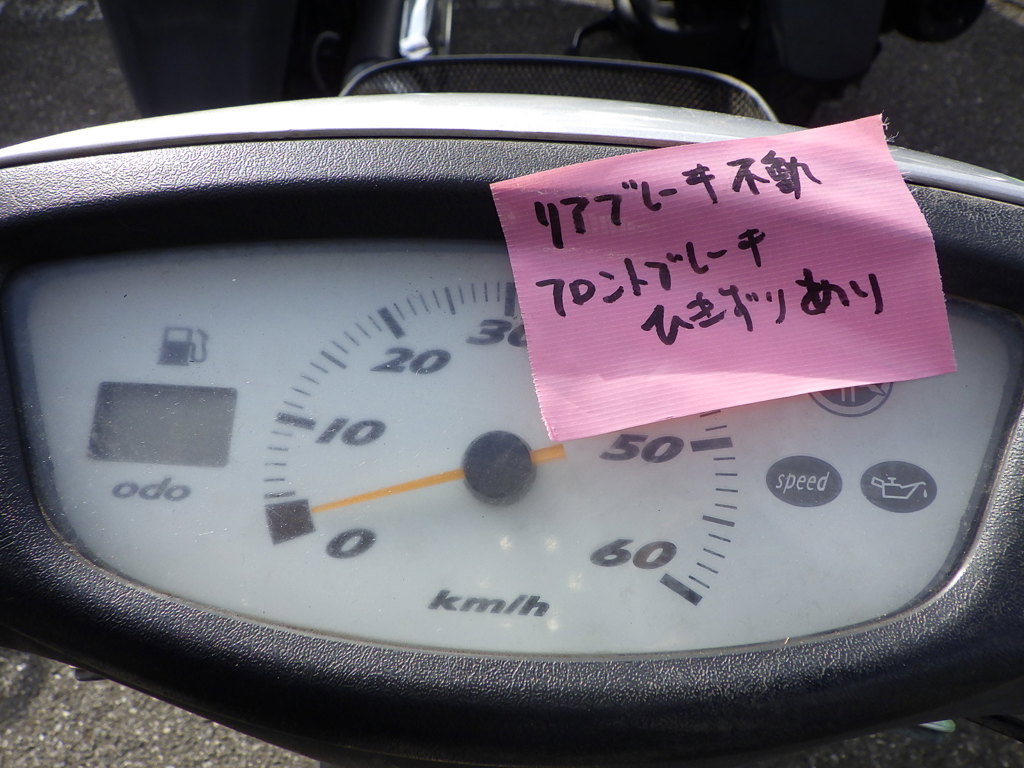 リアブレーキ不動
フロントブレーキ
ひきずりあり
30
20
10
50
odo
speed
0
60
km/h